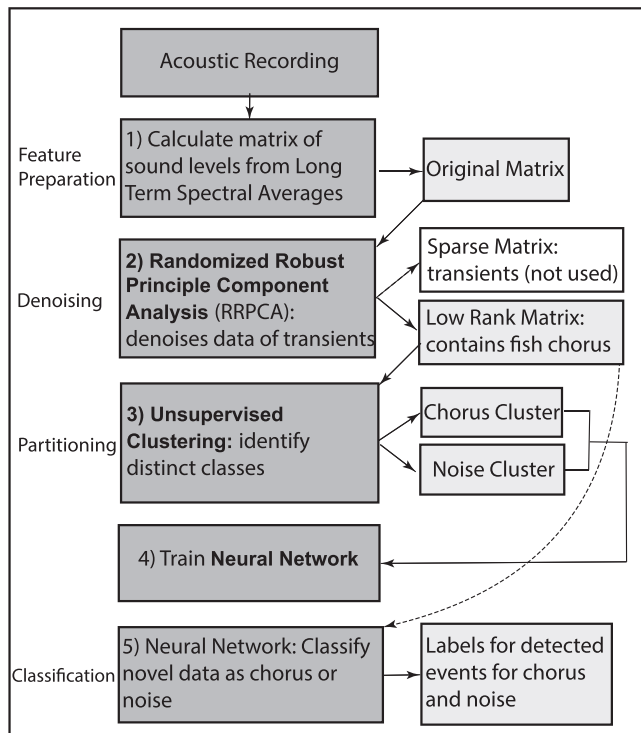 Acoustic Recording
Feature
Preparation
1) Calculate matrix of
sound levels from Long
Term Spectral Averages
Original Matrix
Denoising
2) Randomized Robust
Principle Component
Analysis (RRPCA):
denoises data of transients
Sparse Matrix:
transients (not used)
Low Rank Matrix:
contains fish chorus
Partitioning
3) Unsupervised
Clustering: identify
distinct classes
Chorus Cluster
Noise Cluster
4) Train Neural Network
Classification
5) Neural Network: Classify
novel data as chorus or
noise
Labels for detected
events for chorus
and noise